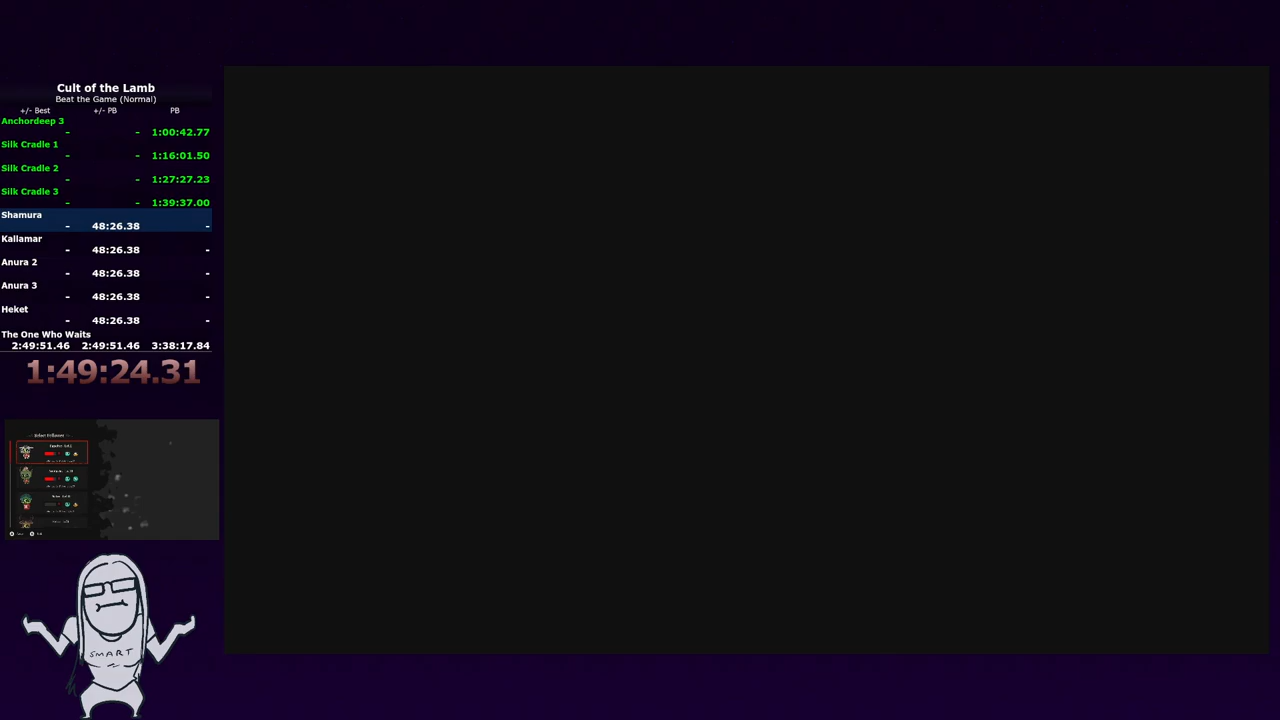 Cult of the Lamb
Beat the Game (Normal)
+/- Best +/- PB PB
Anchordeep 3
- - 1:00:42.77
Silk Cradle 1
- - 1:16:01.50
Silk Cradle 2
- - 1:27:27.23
Silk Cradle 3
- - 1:39:37.00
Shamura
- 48:26.38 -
Kallamar
- 48:26.38 -
Anura 2
- 48:26.38 -
Anura 3
- 48:26.38 -
Heket
- 48:26.38 -
The One Who Waits
2:49:51.46 2:49:51.46 3:38:17.84
1:49:24.31
SMART